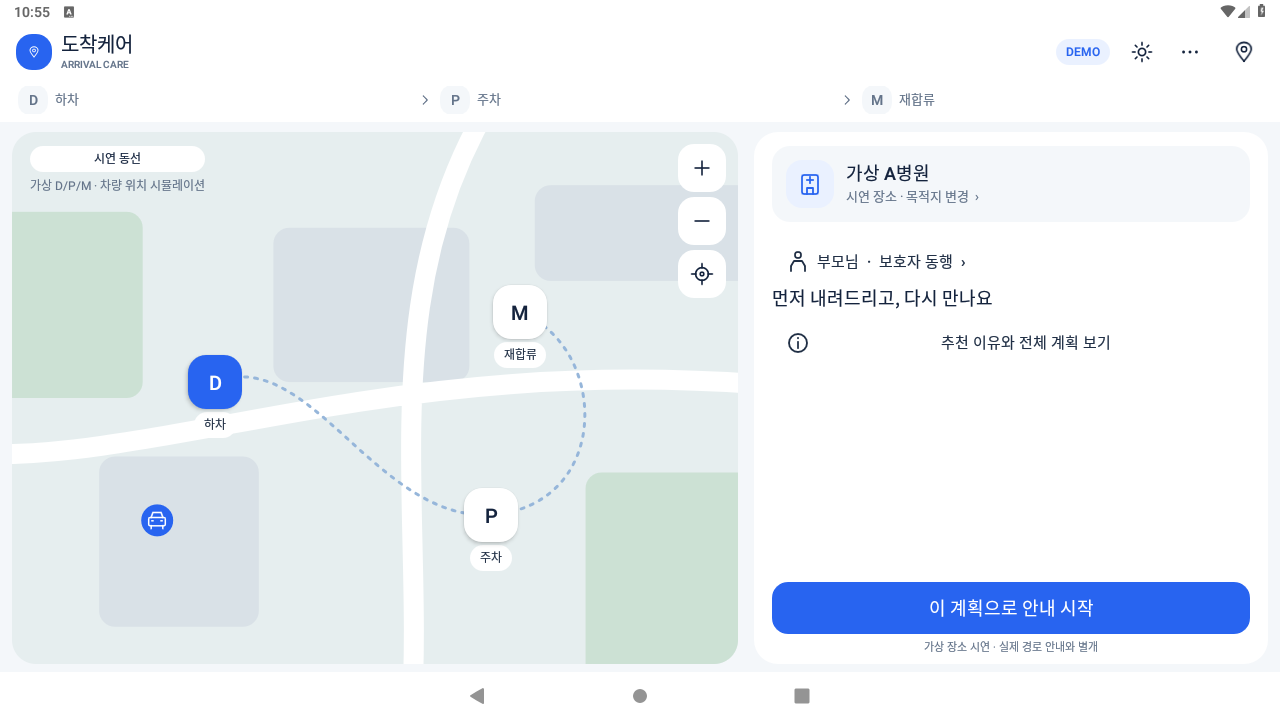 10:55
도착케어
ARRIVAL CARE
DEMO
D 하차
P 주차
M 재합류
시연 동선
가상 D/P/M · 차량 위치 시뮬레이션
M
재합류
D
하차
P
주차
가상 A병원
시연 장소 · 목적지 변경 ›
부모님 · 보호자 동행 ›
먼저 내려드리고, 다시 만나요
추천 이유와 전체 계획 보기
이 계획으로 안내 시작
가상 장소 시연 · 실제 경로 안내와 별개